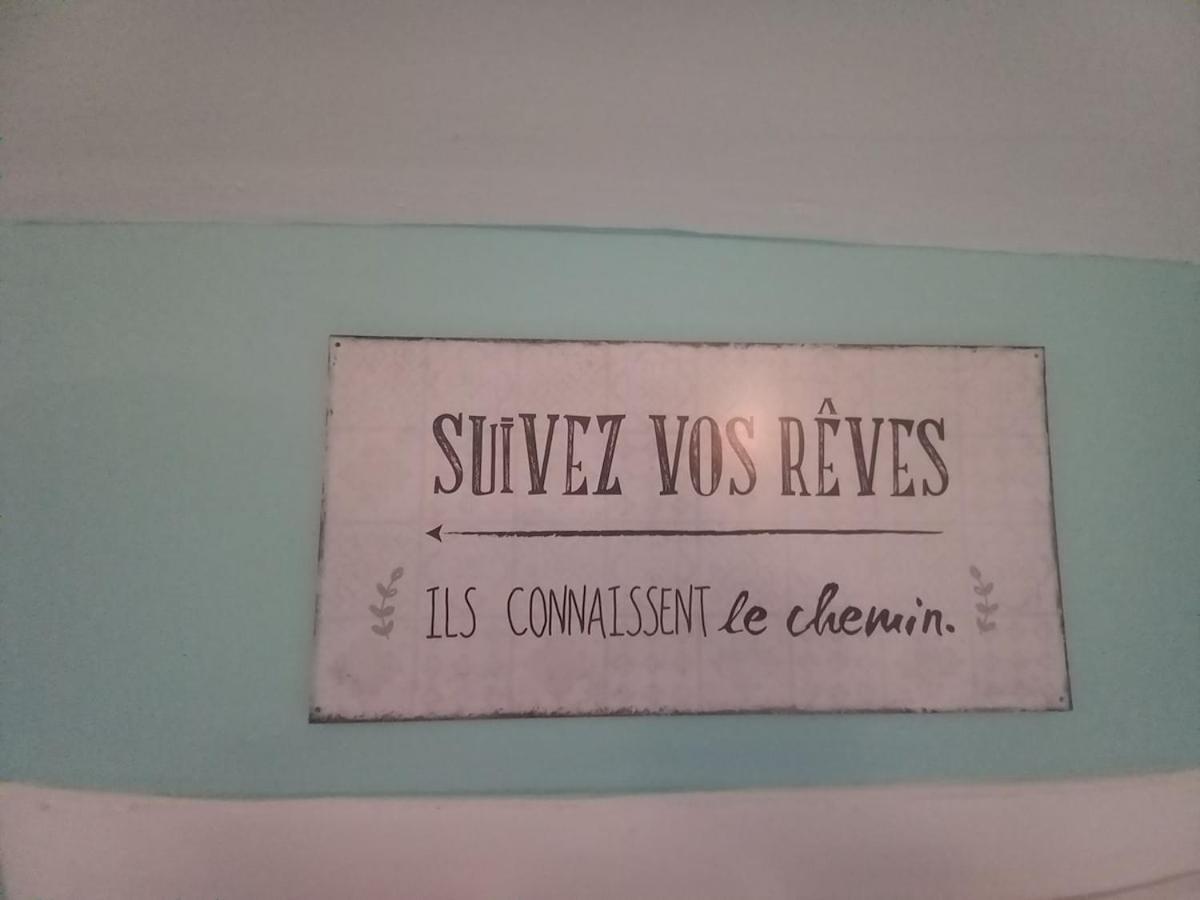 SUiVEZ VOS RÊVES
ILS CONNAISSENT le chemin.